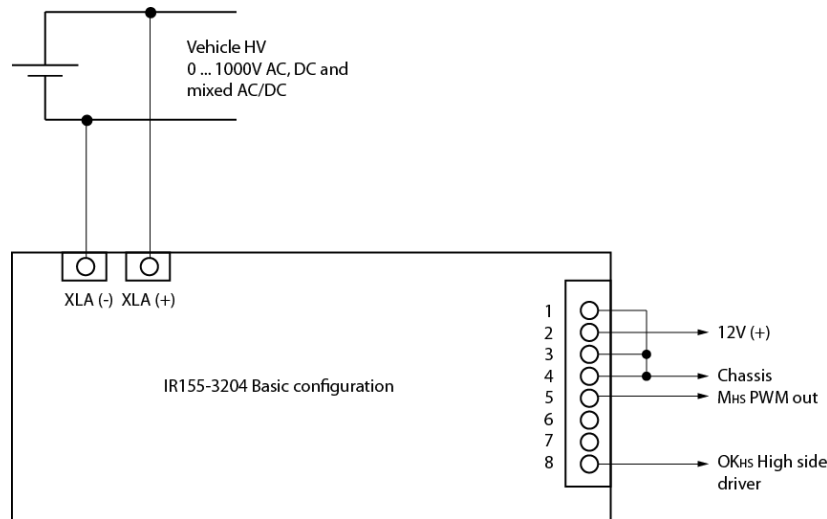 Vehicle HV
0 ... 1000V AC, DC and
mixed AC/DC
XLA (-) XLA (+)
IR155-3204 Basic configuration
1
2
3
4
5
6
7
8
12V (+)
Chassis
MHS PWM out
OKHS High side
driver